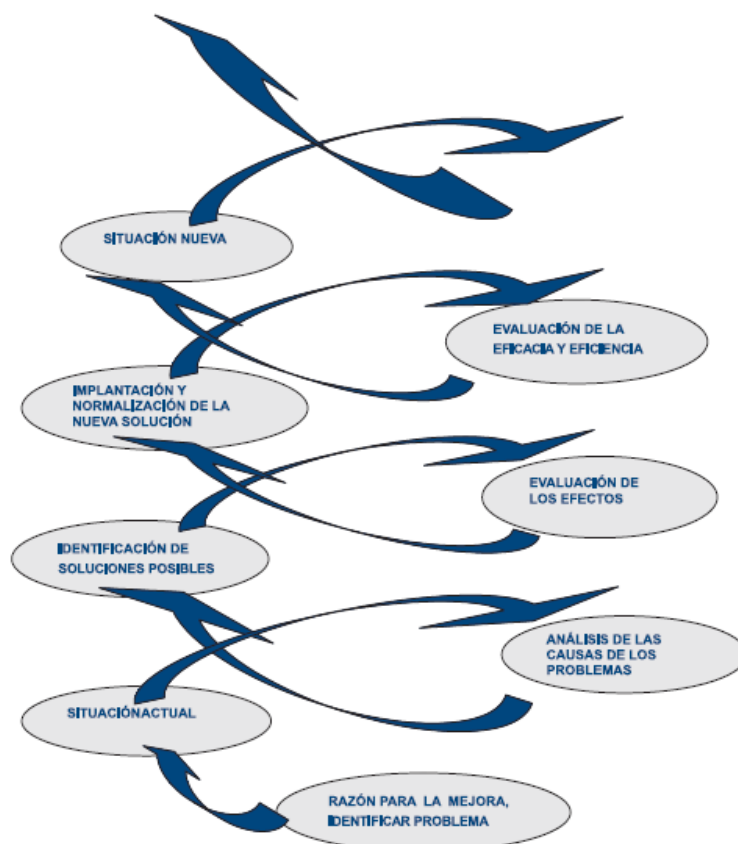 SITUACIÓN NUEVA
EVALUACIÓN DE LA
EFICACIA Y EFICIENCIA
IMPLANTACIÓN Y
NORMALIZACIÓN DE LA
NUEVA SOLUCIÓN
EVALUACIÓN DE
LOS EFECTOS
IDENTIFICACIÓN DE
SOLUCIONES POSIBLES
ANÁLISIS DE LAS
CAUSAS DE LOS
PROBLEMAS
SITUACIÓNACTUAL
RAZÓN PARA LA MEJORA,
IDENTIFICAR PROBLEMA